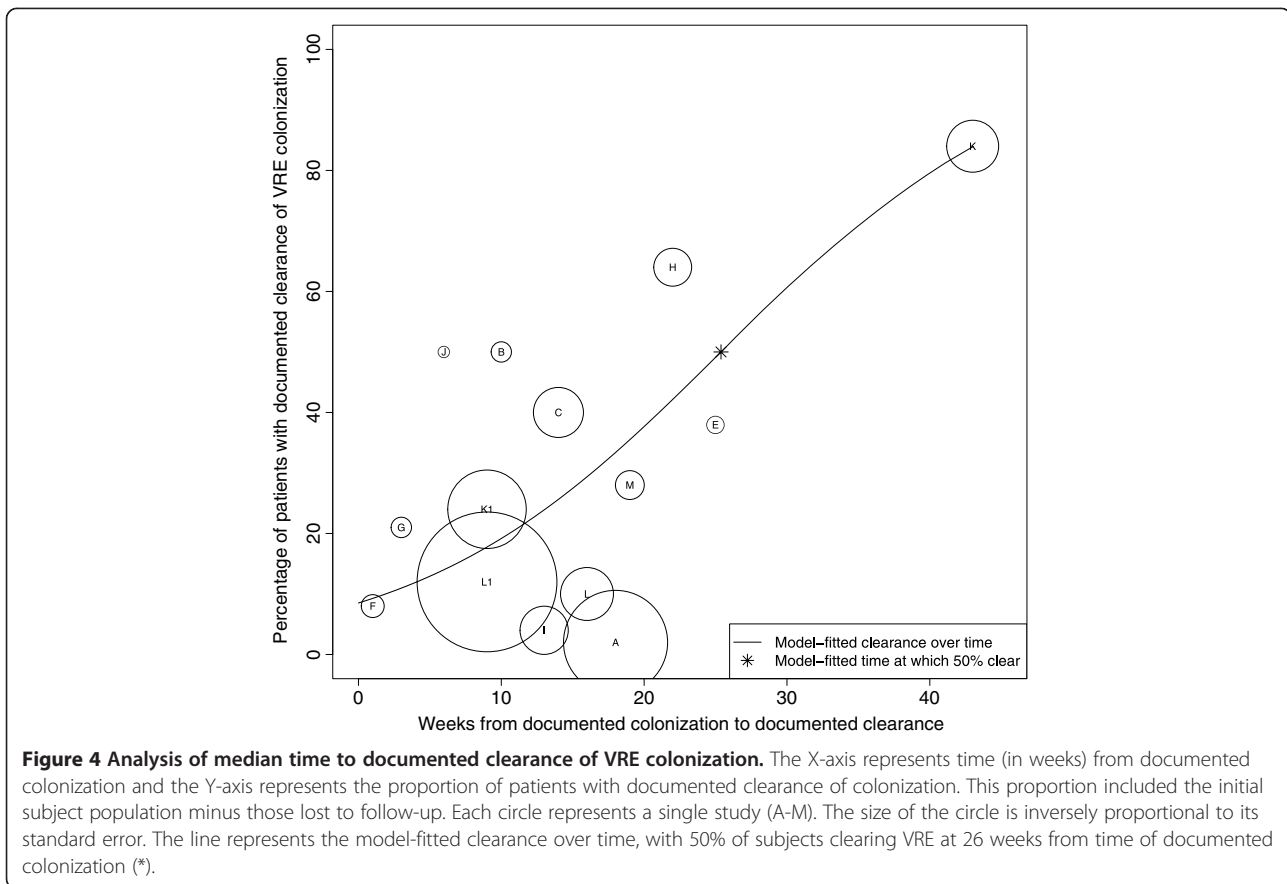 Percentage of patients with documented clearance of VRE colonization
100
80
60
40
20
0
K
H
J
B
C
E
M
K1
G
L1
F
L
I
A
Model–fitted clearance over time
Model–fitted time at which 50% clear
0 10 20 30 40
Weeks from documented colonization to documented clearance
Figure 4 Analysis of median time to documented clearance of VRE colonization. The X-axis represents time (in weeks) from documented
colonization and the Y-axis represents the proportion of patients with documented clearance of colonization. This proportion included the initial
subject population minus those lost to follow-up. Each circle represents a single study (A-M). The size of the circle is inversely proportional to its
standard error. The line represents the model-fitted clearance over time, with 50% of subjects clearing VRE at 26 weeks from time of documented
colonization (*).